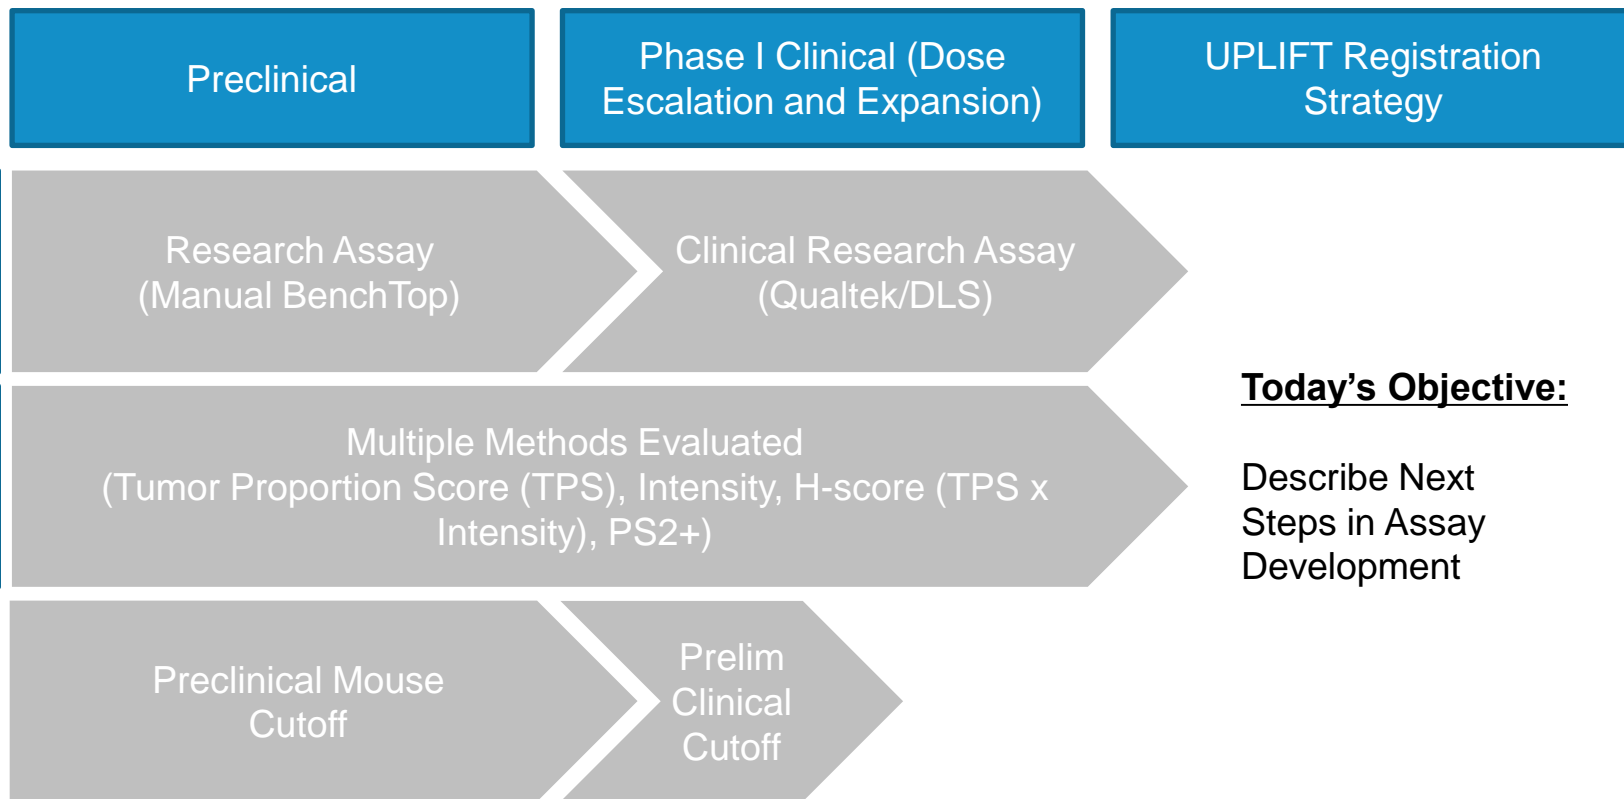 Preclinical
Phase I Clinical (Dose
Escalation and Expansion)
UPLIFT Registration
Strategy
Research Assay
(Manual BenchTop)
Clinical Research Assay
(Qualtek/DLS)
Multiple Methods Evaluated
(Tumor Proportion Score (TPS), Intensity, H-score (TPS x
Intensity), PS2+)
Today’s Objective:
Describe Next
Steps in Assay
Development
Preclinical Mouse
Cutoff
Prelim
Clinical
Cutoff